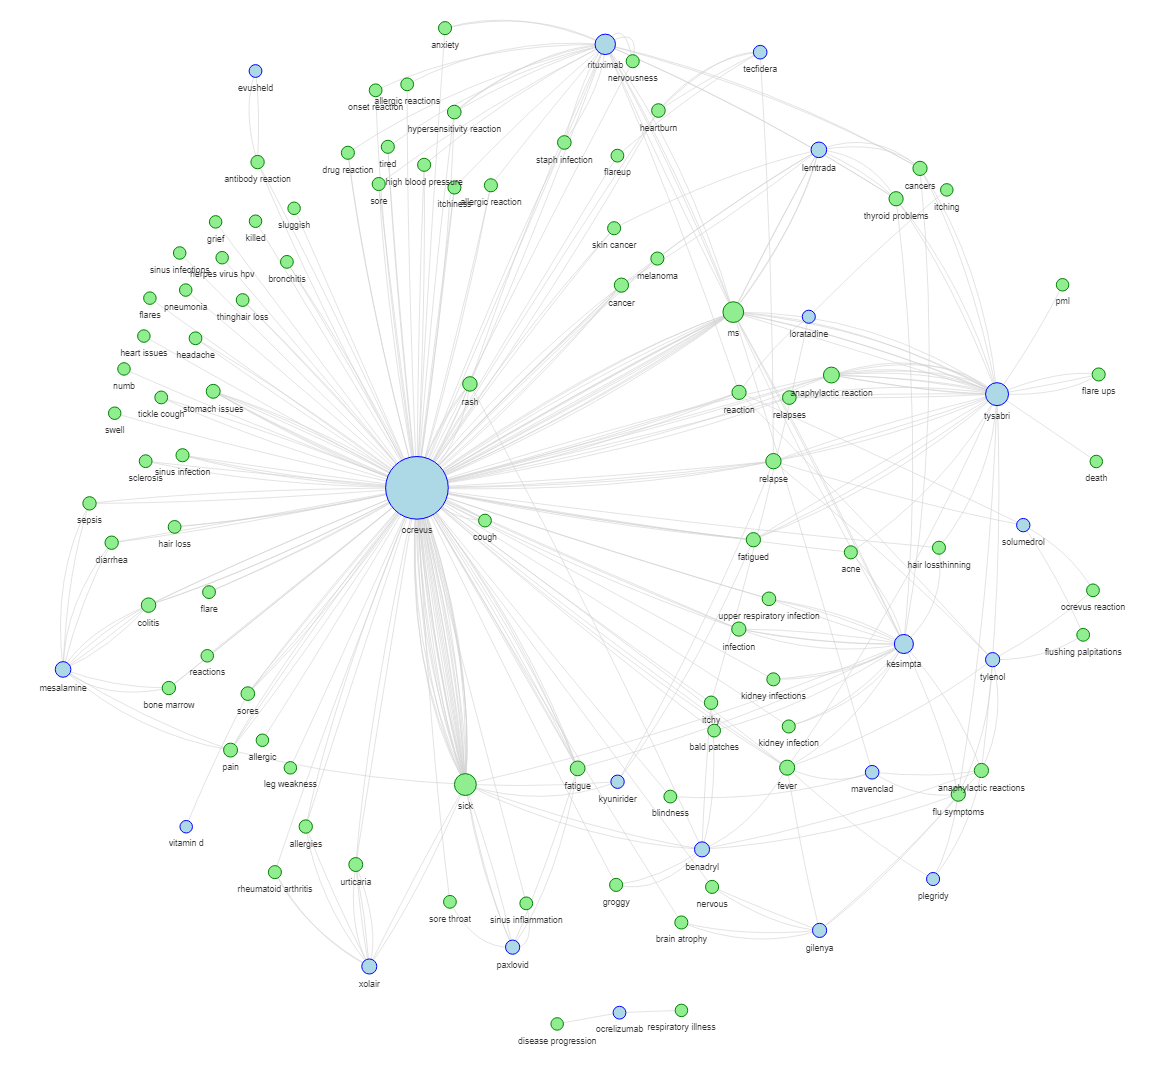 anxiety
rituximab
nervousness
tecfidera
evusheld
allergic reactions
onset reaction
hypersensitivity reaction
heartburn
staph infection
flareup
lemtrada
drug reaction
tired
high blood pressure
antibody reaction
sore
itchiness
allergic reaction
cancers
itching
thyroid problems
sluggish
grief
killed
skin cancer
sinus infections
herpes virus hpv
bronchitis
melanoma
pneumonia
cancer
pml
flares
thinghair loss
ms
loratadine
heart issues
headache
numb
rash
reaction
anaphylactic reaction
relapses
tysabri
flare ups
tickle cough
stomach issues
swell
sclerosis
sinus infection
relapse
death
sepsis
ocrevus
cough
solumedrol
hair loss
diarrhea
fatigued
acne
hair lossthinning
flare
colitis
upper respiratory infection
ocrevus reaction
infection
kesimpta
flushing palpitations
reactions
mesalamine
tylenol
bone marrow
sores
kidney infections
itchy
bald patches
kidney infection
pain
allergic
leg weakness
sick
fatigue
kyunirider
fever
mavenclad
anaphylactic reactions
blindness
flu symptoms
vitamin d
allergies
benadryl
rheumatoid arthritis
urticaria
groggy
nervous
plegridy
sore throat
sinus inflammation
brain atrophy
gilenya
paxlovid
xolair
disease progression
ocrelizumab
respiratory illness